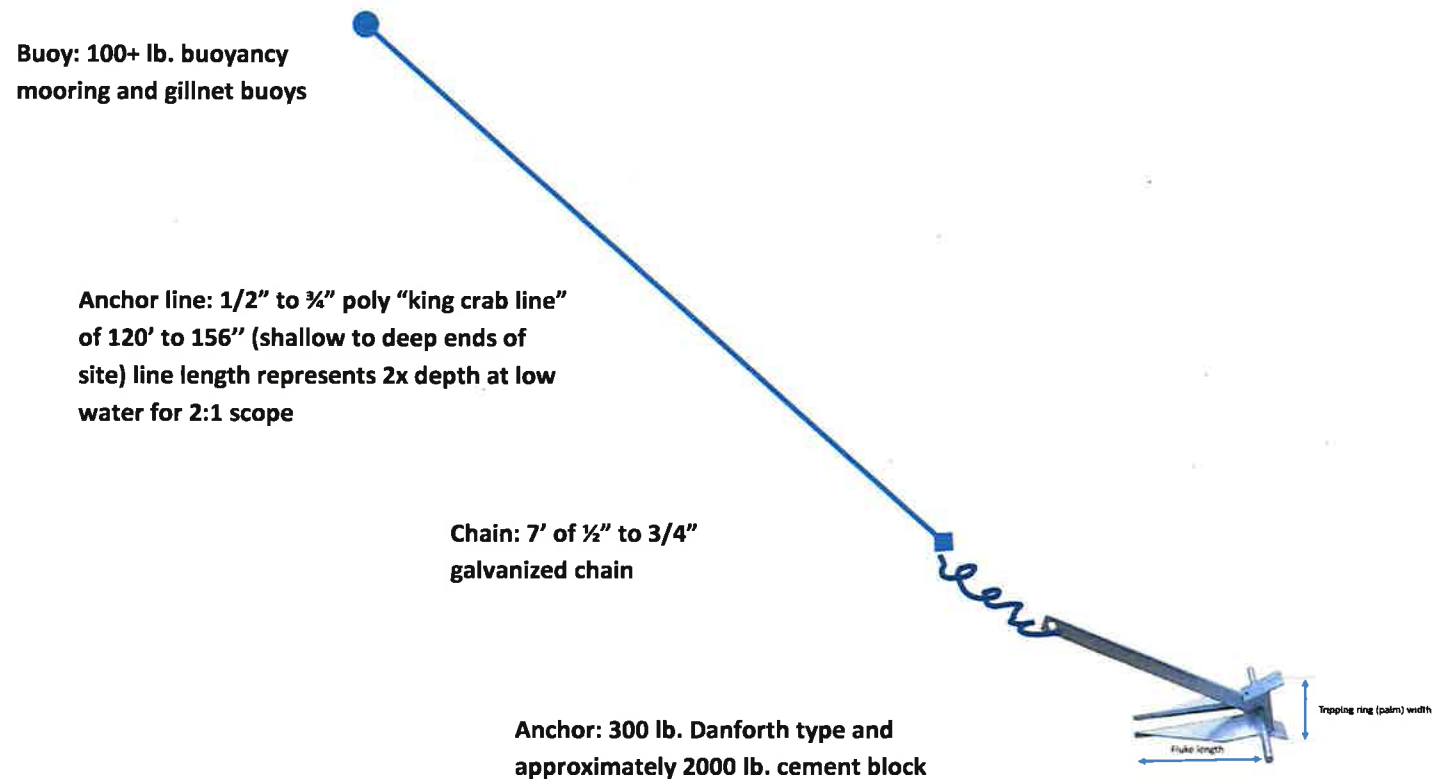 Buoy: 100+ lb. buoyancy
mooring and gillnet buoys
Anchor line: 1/2” to ¾” poly “king crab line”
of 120’ to 156’’ (shallow to deep ends of
site) line length represents 2x depth at low
water for 2:1 scope
Chain: 7’ of ½” to 3/4”
galvanized chain
Anchor: 300 lb. Danforth type and
approximately 2000 lb. cement block
Tripping ring (palm) width
Fluke length